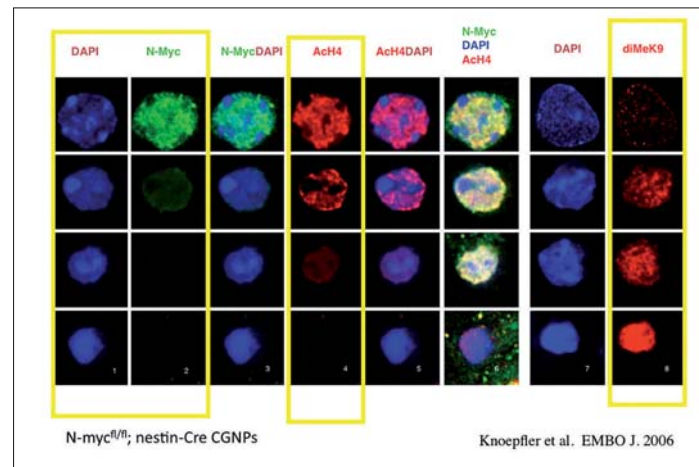 DAPI N-Myc N-MycDAPI AcH4 AcH4DAPI N-Myc DAPI diMeK9
DAPI
AcH4
1 2 3 4 5 6 7 8
N-myc^fl/fl; nestin-Cre CGNPs Knoepfler et al. EMBO J. 2006